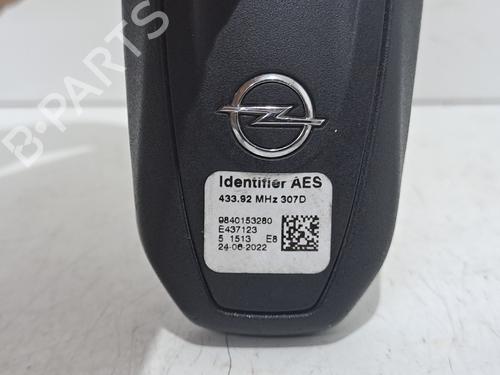 B-PARTS
Identifier AES
433.92 MHz 307D
9840153280
E437123
5 1513 E8
24-06-2022